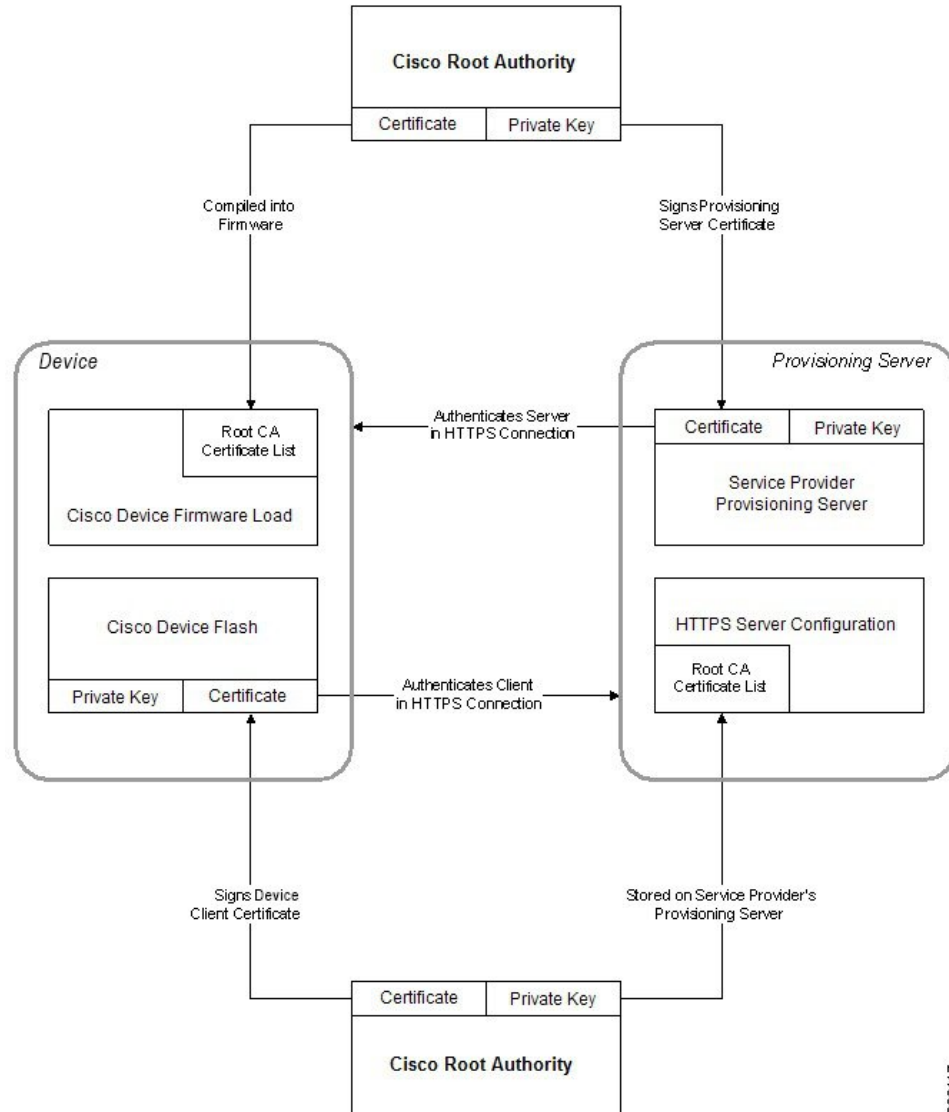 Cisco Root Authority
Certificate
Private Key
Compiled into
Firmware
Signs Provisioning
Server Certificate
Device
Provisioning Server
Root CA
Certificate List
Cisco Device Firmware Load
Authenticates Server
in HTTPS Connection
Certificate
Private Key
Service Provider
Provisioning Server
Cisco Device Flash
Private Key
Certificate
Authenticates Client
in HTTPS Connection
HTTPS Server Configuration
Root CA
Certificate List
Signs Device
Client Certificate
Stored on Service Provider's
Provisioning Server
Certificate
Private Key
Cisco Root Authority